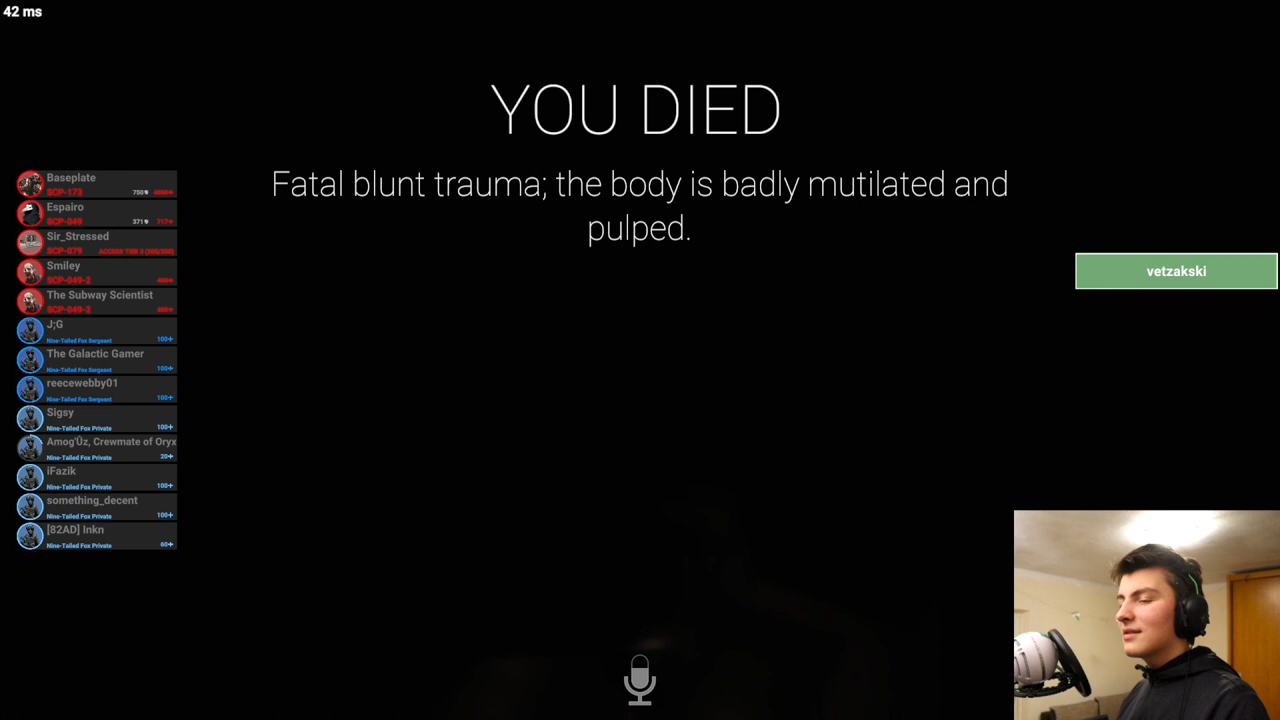 42 ms
YOU DIED
Fatal blunt trauma; the body is badly mutilated and
pulped.
vetzakski
Baseplate
SCP-173
750
Espairo
SCP-049
371
Sir_Stressed
SCP-079
Smiley
SCP-049-2
The Subway Scientist
SCP-049-2
J;G
Nine-Tailed Fox Sergeant 100+
The Galactic Gamer
Nine-Tailed Fox Sergeant 100+
reecewebby01
Nine-Tailed Fox Sergeant 100+
Sigsy
Nine-Tailed Fox Private 100+
Amog'Ûz, Crewmate of Oryx
Nine-Tailed Fox Private 20+
iFazik
Nine-Tailed Fox Private 100+
something_decent
Nine-Tailed Fox Private 100+
[82AD] Inkn
Nine-Tailed Fox Private 60+